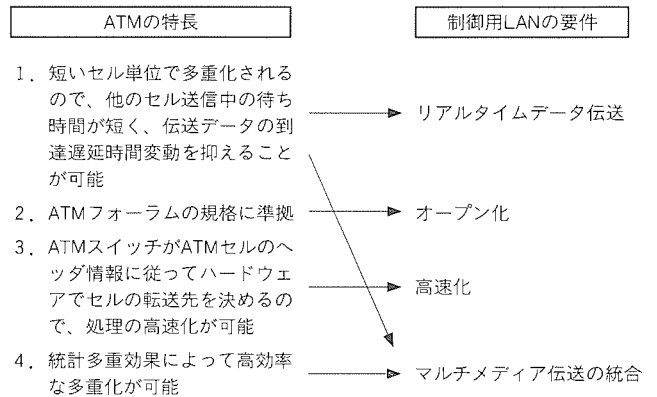 ATMの特長
制御用LANの要件
1．短いセル単位で多重化される
ので、他のセル送信中の待ち
時間が短く、伝送データの到
達遅延時間変動を抑えること
が可能
リアルタイムデータ伝送
2．ATMフォーラムの規格に準拠
オープン化
3．ATMスイッチがATMセルのヘ
ッダ情報に従ってハードウェ
アでセルの転送先を決めるの
で、処理の高速化が可能
高速化
4．統計多重効果によって高効率
な多重化が可能
マルチメディア伝送の統合